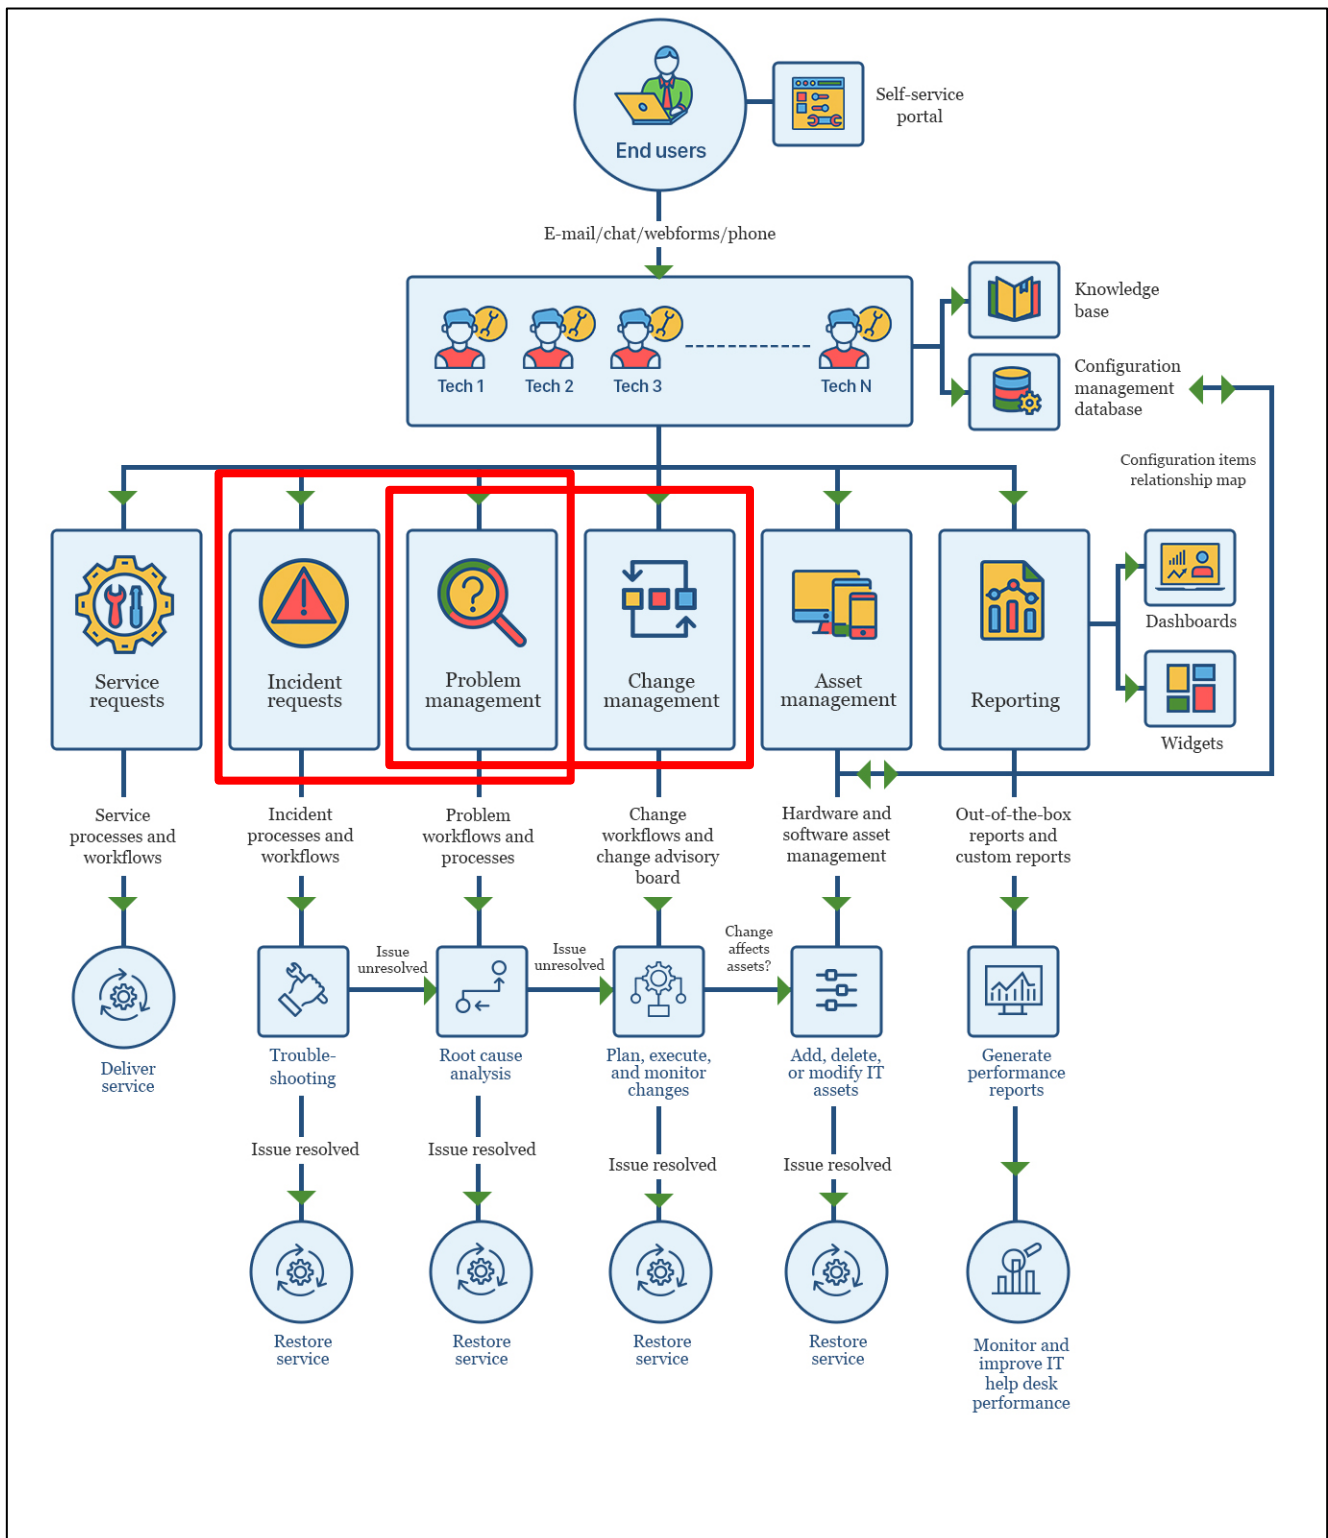 End users
Self-service
portal
E-mail/chat/webforms/phone
Tech 1
Tech 2
Tech 3
Tech N
Knowledge
base
Configuration
management
database
Configuration items
relationship map
Service
requests
Incident
requests
Problem
management
Change
management
Asset
management
Reporting
Dashboards
Widgets
Service
processes and
workflows
Incident
processes and
workflows
Problem
workflows and
processes
Change
workflows and
change advisory
board
Hardware and
software asset
management
Out-of-the-box
reports and
custom reports
Issue
unresolved
Issue
unresolved
Change
affects
assets?
Deliver
service
Trouble-
shooting
Root cause
analysis
Plan, execute,
and monitor
changes
Add, delete,
or modify IT
assets
Generate
performance
reports
Issue resolved
Issue resolved
Issue resolved
Issue resolved
Restore
service
Restore
service
Restore
service
Restore
service
Monitor and
improve IT
help desk
performance